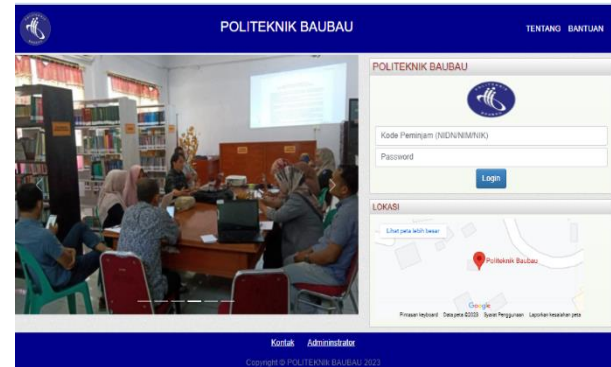 POLITEKNIK BAUBAU
TENTANG BANTUAN
POLITEKNIK BAUBAU
Kode Peminjam (NIDN/NIM/NIK)
Password
Login
LOKASI
Lihat peta lebih besar
Politeknik Baubau
Google
Pintasan keyboard Data peta ©2023 Syarat Penggunaan Laporkan kesalahan peta
Kontak Admininstrator
Copyright © POLITEKNIK BAUBAU 2023